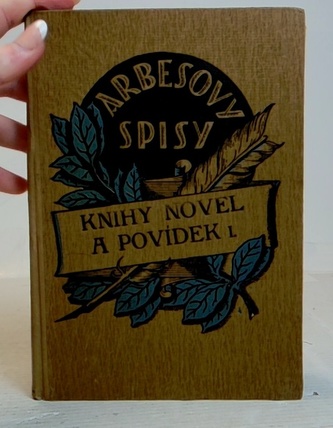 ARBESOVY
SPISY
KNIHY NOVEL
A POVÍDEK I.